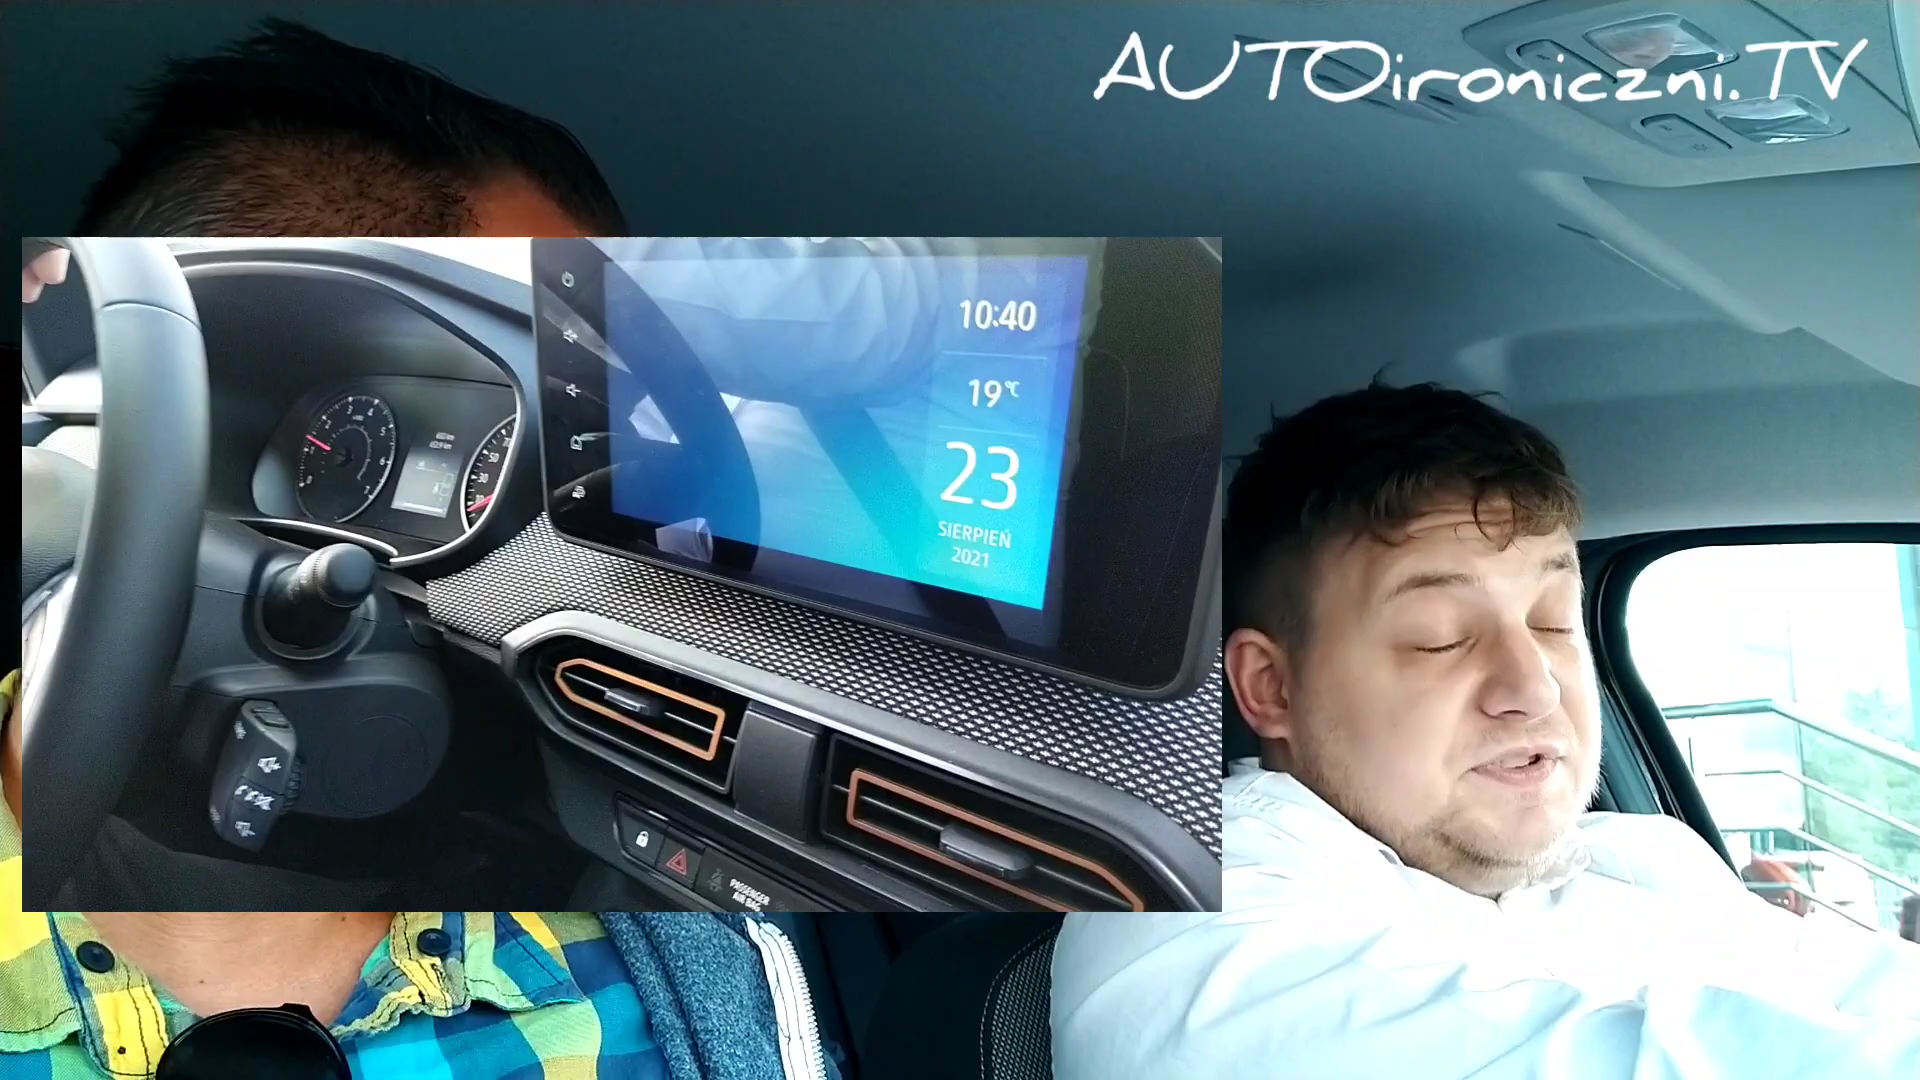 AUTOironiczni.TV
10:40
19°C
23
SIERPIEŃ
2021
PASSENGER
AIR BAG